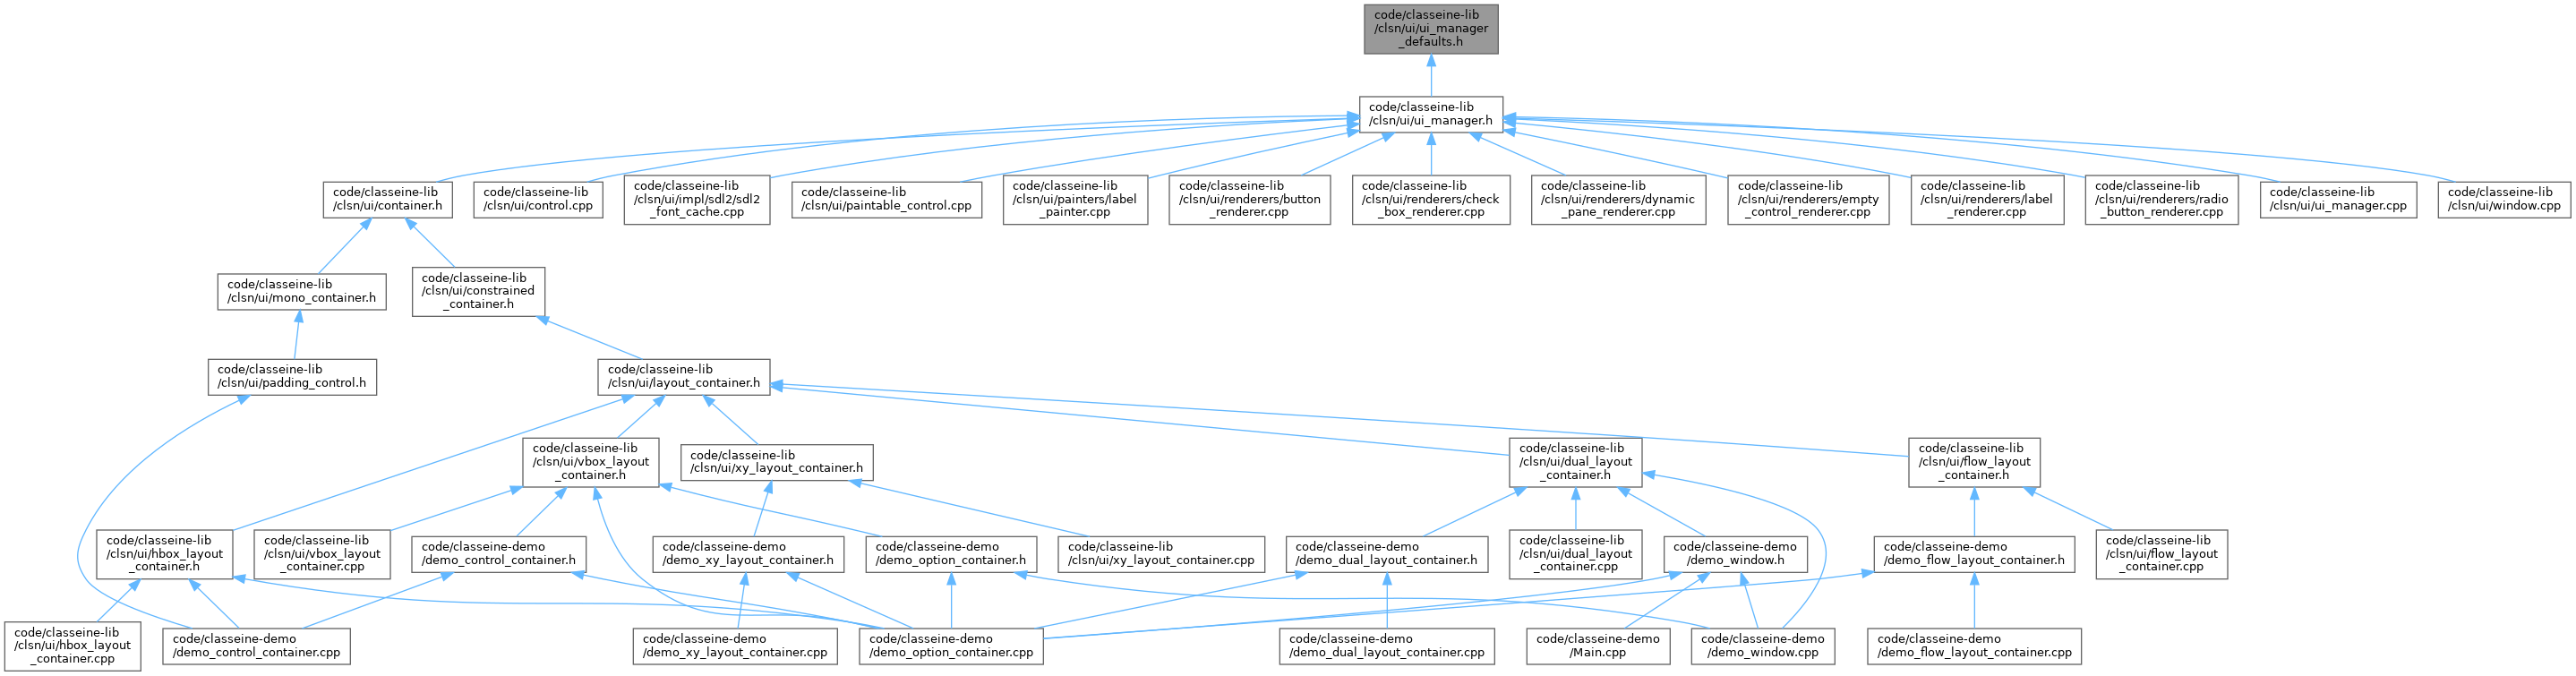 code/classeine-lib
/clsn/ui/ui_manager
_defaults.h
code/classeine-lib
/clsn/ui/ui_manager.h
code/classeine-lib
/clsn/ui/container.h
code/classeine-lib
/clsn/ui/control.cpp
code/classeine-lib
/clsn/ui/impl/sdl2/sdl2
_font_cache.cpp
code/classeine-lib
/clsn/ui/paintable_control.cpp
code/classeine-lib
/clsn/ui/painters/label
_painter.cpp
code/classeine-lib
/clsn/ui/renderers/button
_renderer.cpp
code/classeine-lib
/clsn/ui/renderers/check
_box_renderer.cpp
code/classeine-lib
/clsn/ui/renderers/dynamic
_pane_renderer.cpp
code/classeine-lib
/clsn/ui/renderers/empty
_control_renderer.cpp
code/classeine-lib
/clsn/ui/renderers/label
_renderer.cpp
code/classeine-lib
/clsn/ui/renderers/radio
_button_renderer.cpp
code/classeine-lib
/clsn/ui/ui_manager.cpp
code/classeine-lib
/clsn/ui/window.cpp
code/classeine-lib
/clsn/ui/mono_container.h
code/classeine-lib
/clsn/ui/constrained
_container.h
code/classeine-lib
/clsn/ui/padding_control.h
code/classeine-lib
/clsn/ui/layout_container.h
code/classeine-lib
/clsn/ui/vbox_layout
_container.h
code/classeine-lib
/clsn/ui/xy_layout_container.h
code/classeine-lib
/clsn/ui/dual_layout
_container.h
code/classeine-lib
/clsn/ui/flow_layout
_container.h
code/classeine-lib
/clsn/ui/hbox_layout
_container.h
code/classeine-lib
/clsn/ui/vbox_layout
_container.cpp
code/classeine-demo
/demo_control_container.h
code/classeine-demo
/demo_xy_layout_container.h
code/classeine-demo
/demo_option_container.h
code/classeine-lib
/clsn/ui/xy_layout_container.cpp
code/classeine-demo
/demo_dual_layout_container.h
code/classeine-lib
/clsn/ui/dual_layout
_container.cpp
code/classeine-demo
/demo_window.h
code/classeine-demo
/demo_flow_layout_container.h
code/classeine-lib
/clsn/ui/flow_layout
_container.cpp
code/classeine-lib
/clsn/ui/hbox_layout
_container.cpp
code/classeine-demo
/demo_control_container.cpp
code/classeine-demo
/demo_xy_layout_container.cpp
code/classeine-demo
/demo_option_container.cpp
code/classeine-demo
/demo_dual_layout_container.cpp
code/classeine-demo
/Main.cpp
code/classeine-demo
/demo_window.cpp
code/classeine-demo
/demo_flow_layout_container.cpp